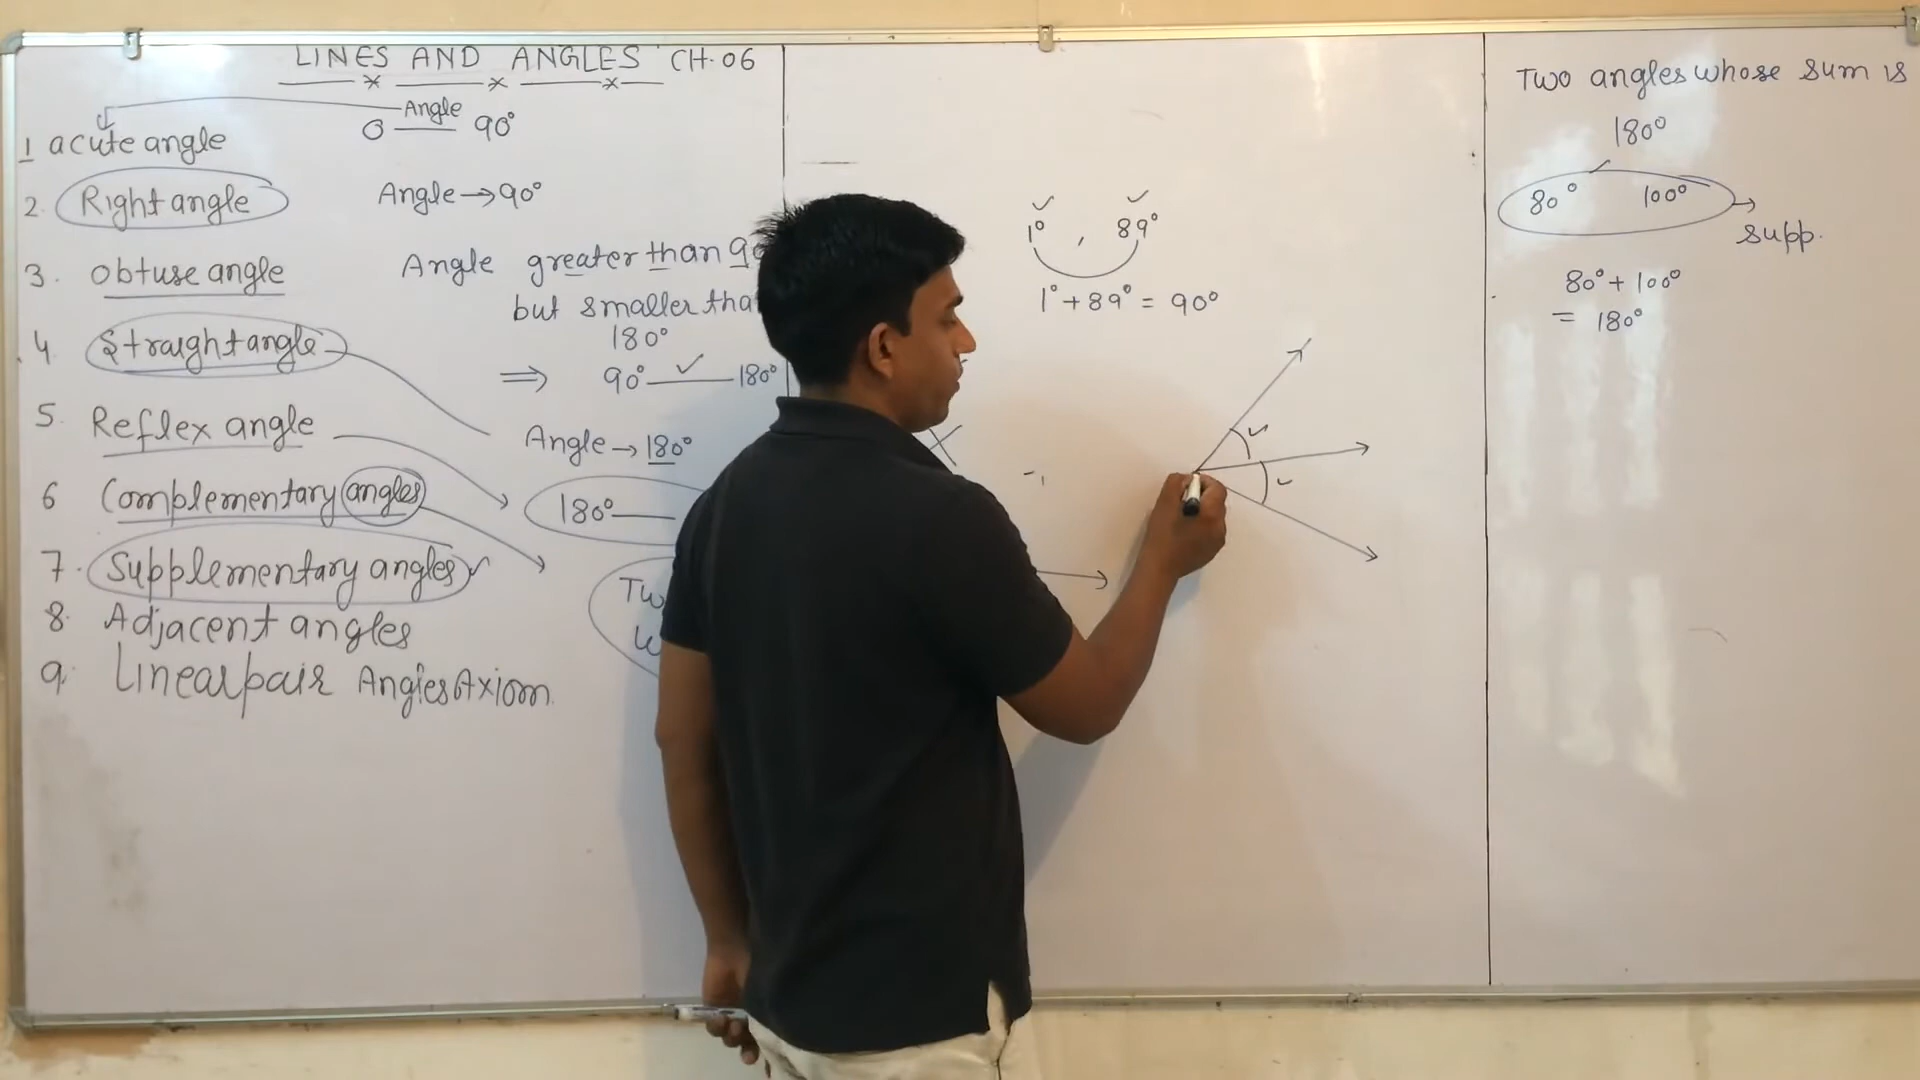 LINES AND ANGLES CH. 06
1 acute angle
Angle
0 — 90°
2. Right angle
Angle → 90°
3. obtuse angle
Angle greater than
but smaller
180°
⇒ 90° — 180°
4. Straight angle
Angle → 180°
5. Reflex angle
180° —
6 Complementary angles
7. Supplementary angles
8. Adjacent angles
9. Linear pair Angles Axiom
1° , 89°
1° + 89° = 90°
Two angles whose sum is
180°
80° 100°
supp.
80° + 100°
= 180°